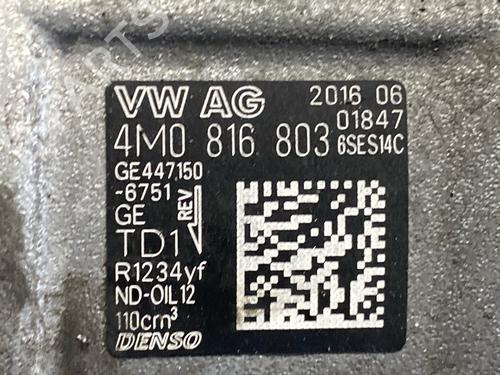 VW AG 2016 06
01847
4M0 816 803 6SES14C
GE447150
-6751
GE REV
TD1
R1234yf
ND-OIL12
110cm³
DENSO